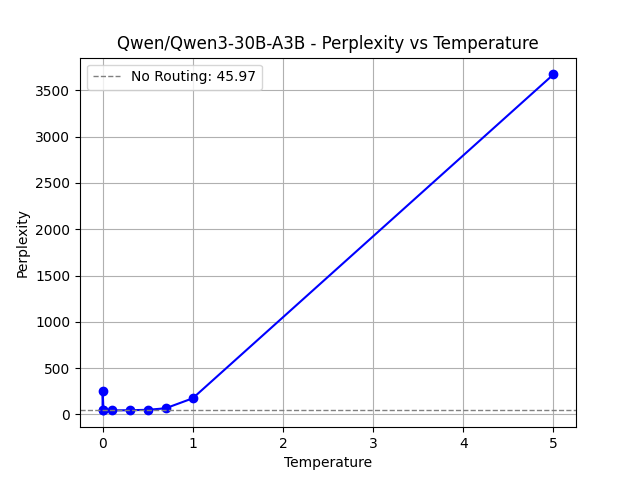 Qwen/Qwen3-30B-A3B - Perplexity vs Temperature
No Routing: 45.97
3500
3000
2500
2000
1500
1000
500
0
Perplexity
0 1 2 3 4 5
Temperature